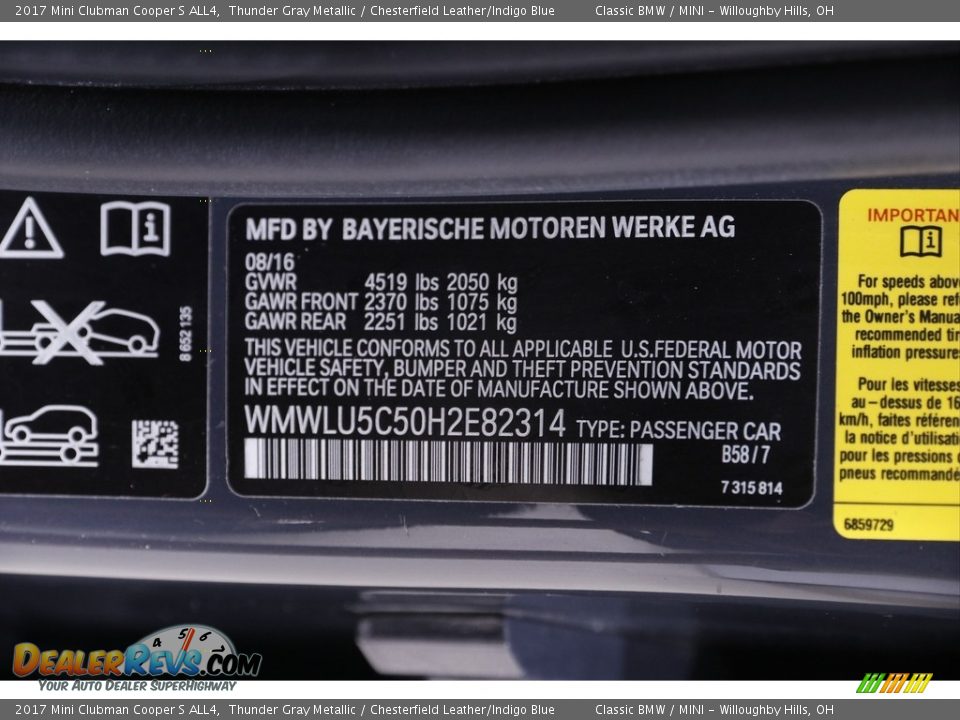 2017 Mini Clubman Cooper S ALL4, Thunder Gray Metallic / Chesterfield Leather/Indigo Blue Classic BMW / MINI - Willoughby Hills, OH
8 652 135
MFD BY BAYERISCHE MOTOREN WERKE AG
08/16
GVWR 4519 lbs 2050 kg
GAWR FRONT 2370 lbs 1075 kg
GAWR REAR 2251 lbs 1021 kg
THIS VEHICLE CONFORMS TO ALL APPLICABLE U.S.FEDERAL MOTOR
VEHICLE SAFETY, BUMPER AND THEFT PREVENTION STANDARDS
IN EFFECT ON THE DATE OF MANUFACTURE SHOWN ABOVE.
WMWLU5C50H2E82314 TYPE: PASSENGER CAR
B58/7
7 315 814
IMPORTAN
For speeds above
100mph, please refe
the Owner's Manua
recommended tir
inflation pressures
Pour les vitesses
au-dessus de 16
km/h, faites référen
la notice d'utilisati
pour les pressions d
pneus recommandé
6859729
4 5 6
DealerRevs.com
Your Auto Dealer SuperHighway
2017 Mini Clubman Cooper S ALL4, Thunder Gray Metallic / Chesterfield Leather/Indigo Blue Classic BMW / MINI - Willoughby Hills, OH